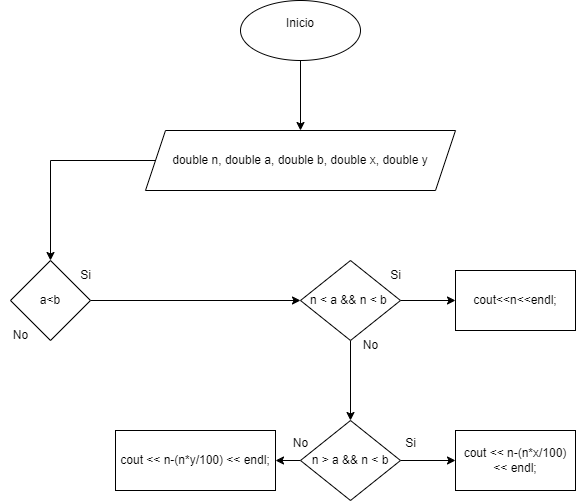 Inicio
double n, double a, double b, double x, double y
Si
a<b
No
Si
n < a && n < b
cout<<n<<endl;
No
No
Si
cout << n-(n*y/100) << endl;
n > a && n < b
cout << n-(n*x/100)
<< endl;